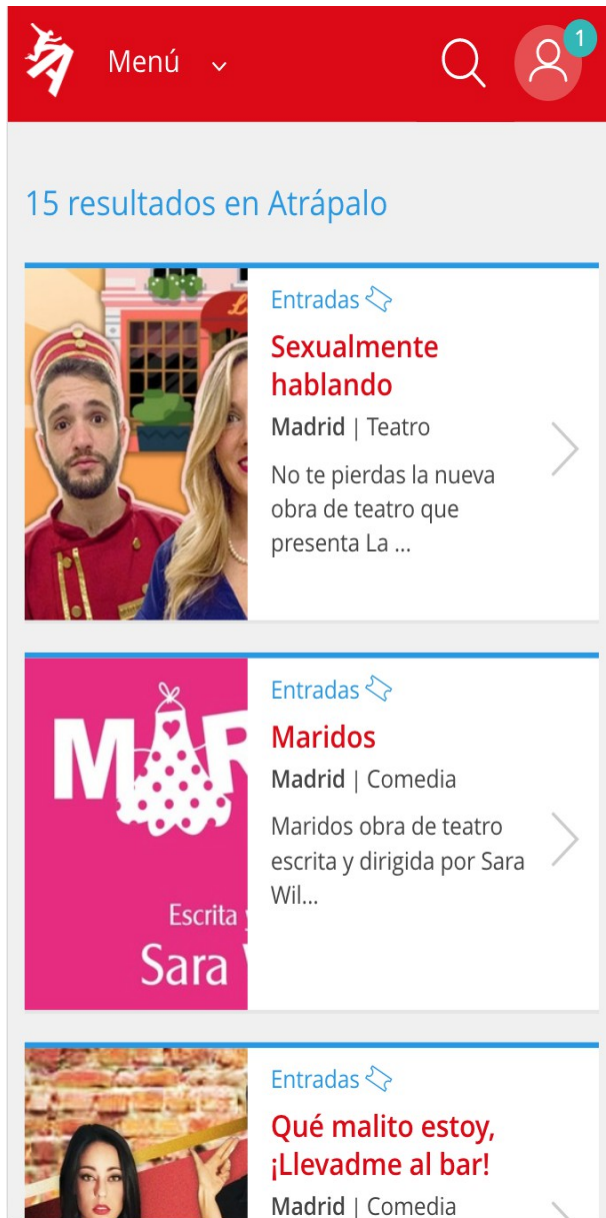 Menú
1
15 resultados en Atrápalo
Entradas
Sexualmente
hablando
Madrid | Teatro
No te pierdas la nueva
obra de teatro que
presenta La ...
Entradas
Maridos
Madrid | Comedia
Maridos obra de teatro
escrita y dirigida por Sara
Wil...
MAR
Escrita
Sara
Entradas
Qué malito estoy,
¡Llevadme al bar!
Madrid | Comedia